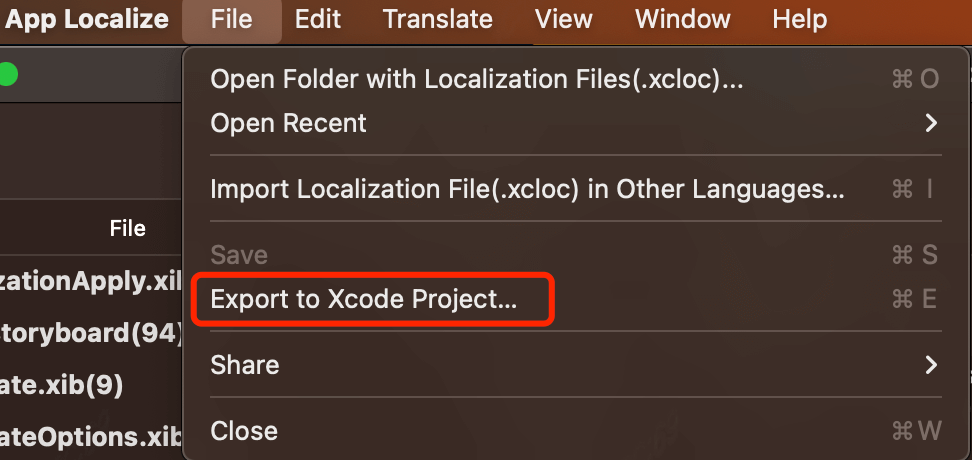 App Localize File Edit Translate View Window Help
Open Folder with Localization Files(.xcloc)... ⌘ O
Open Recent
Import Localization File(.xcloc) in Other Languages... ⌘ I
File
Save ⌘ S
zationApply.xib
Export to Xcode Project... ⌘ E
toryboard(94)
Share
ate.xib(9)
Close ⌘ W
ateOptions.xib